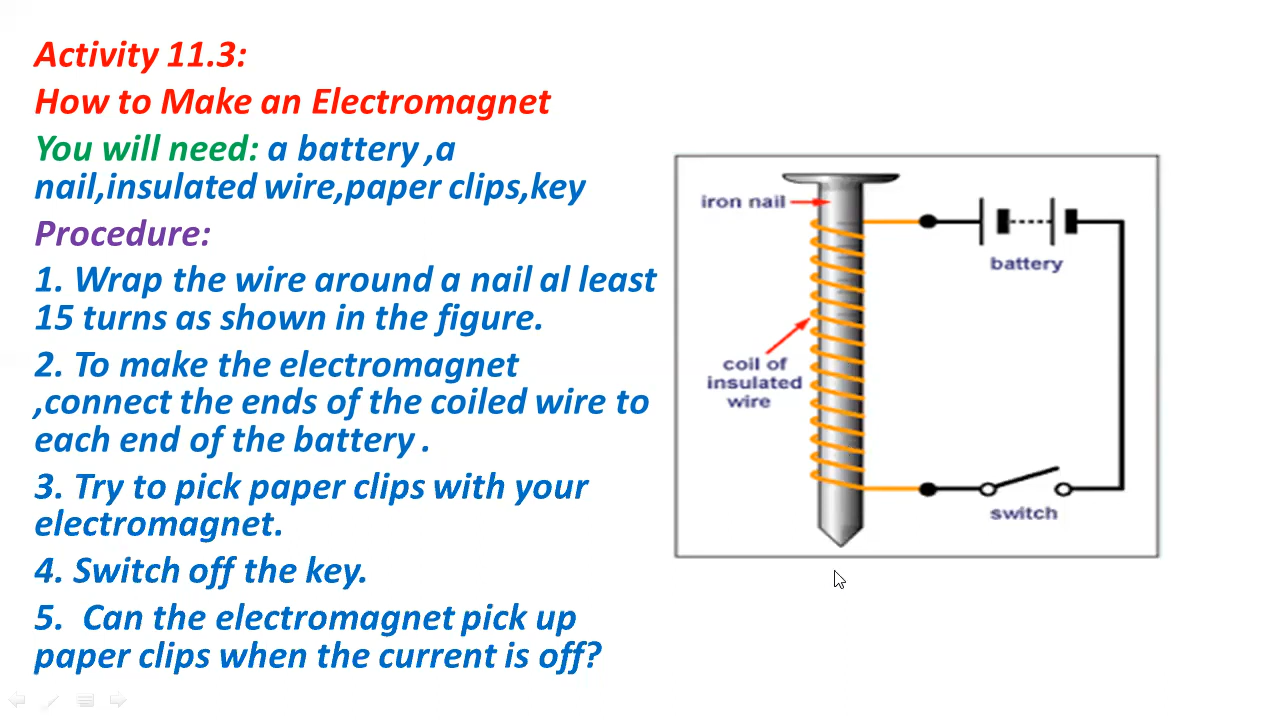 Activity 11.3:
How to Make an Electromagnet
You will need: a battery ,a
nail,insulated wire,paper clips,key
Procedure:
1. Wrap the wire around a nail al least
15 turns as shown in the figure.
2. To make the electromagnet
,connect the ends of the coiled wire to
each end of the battery .
3. Try to pick paper clips with your
electromagnet.
4. Switch off the key.
5.  Can the electromagnet pick up
paper clips when the current is off?
iron nail
battery
coil of
insulated
wire
switch